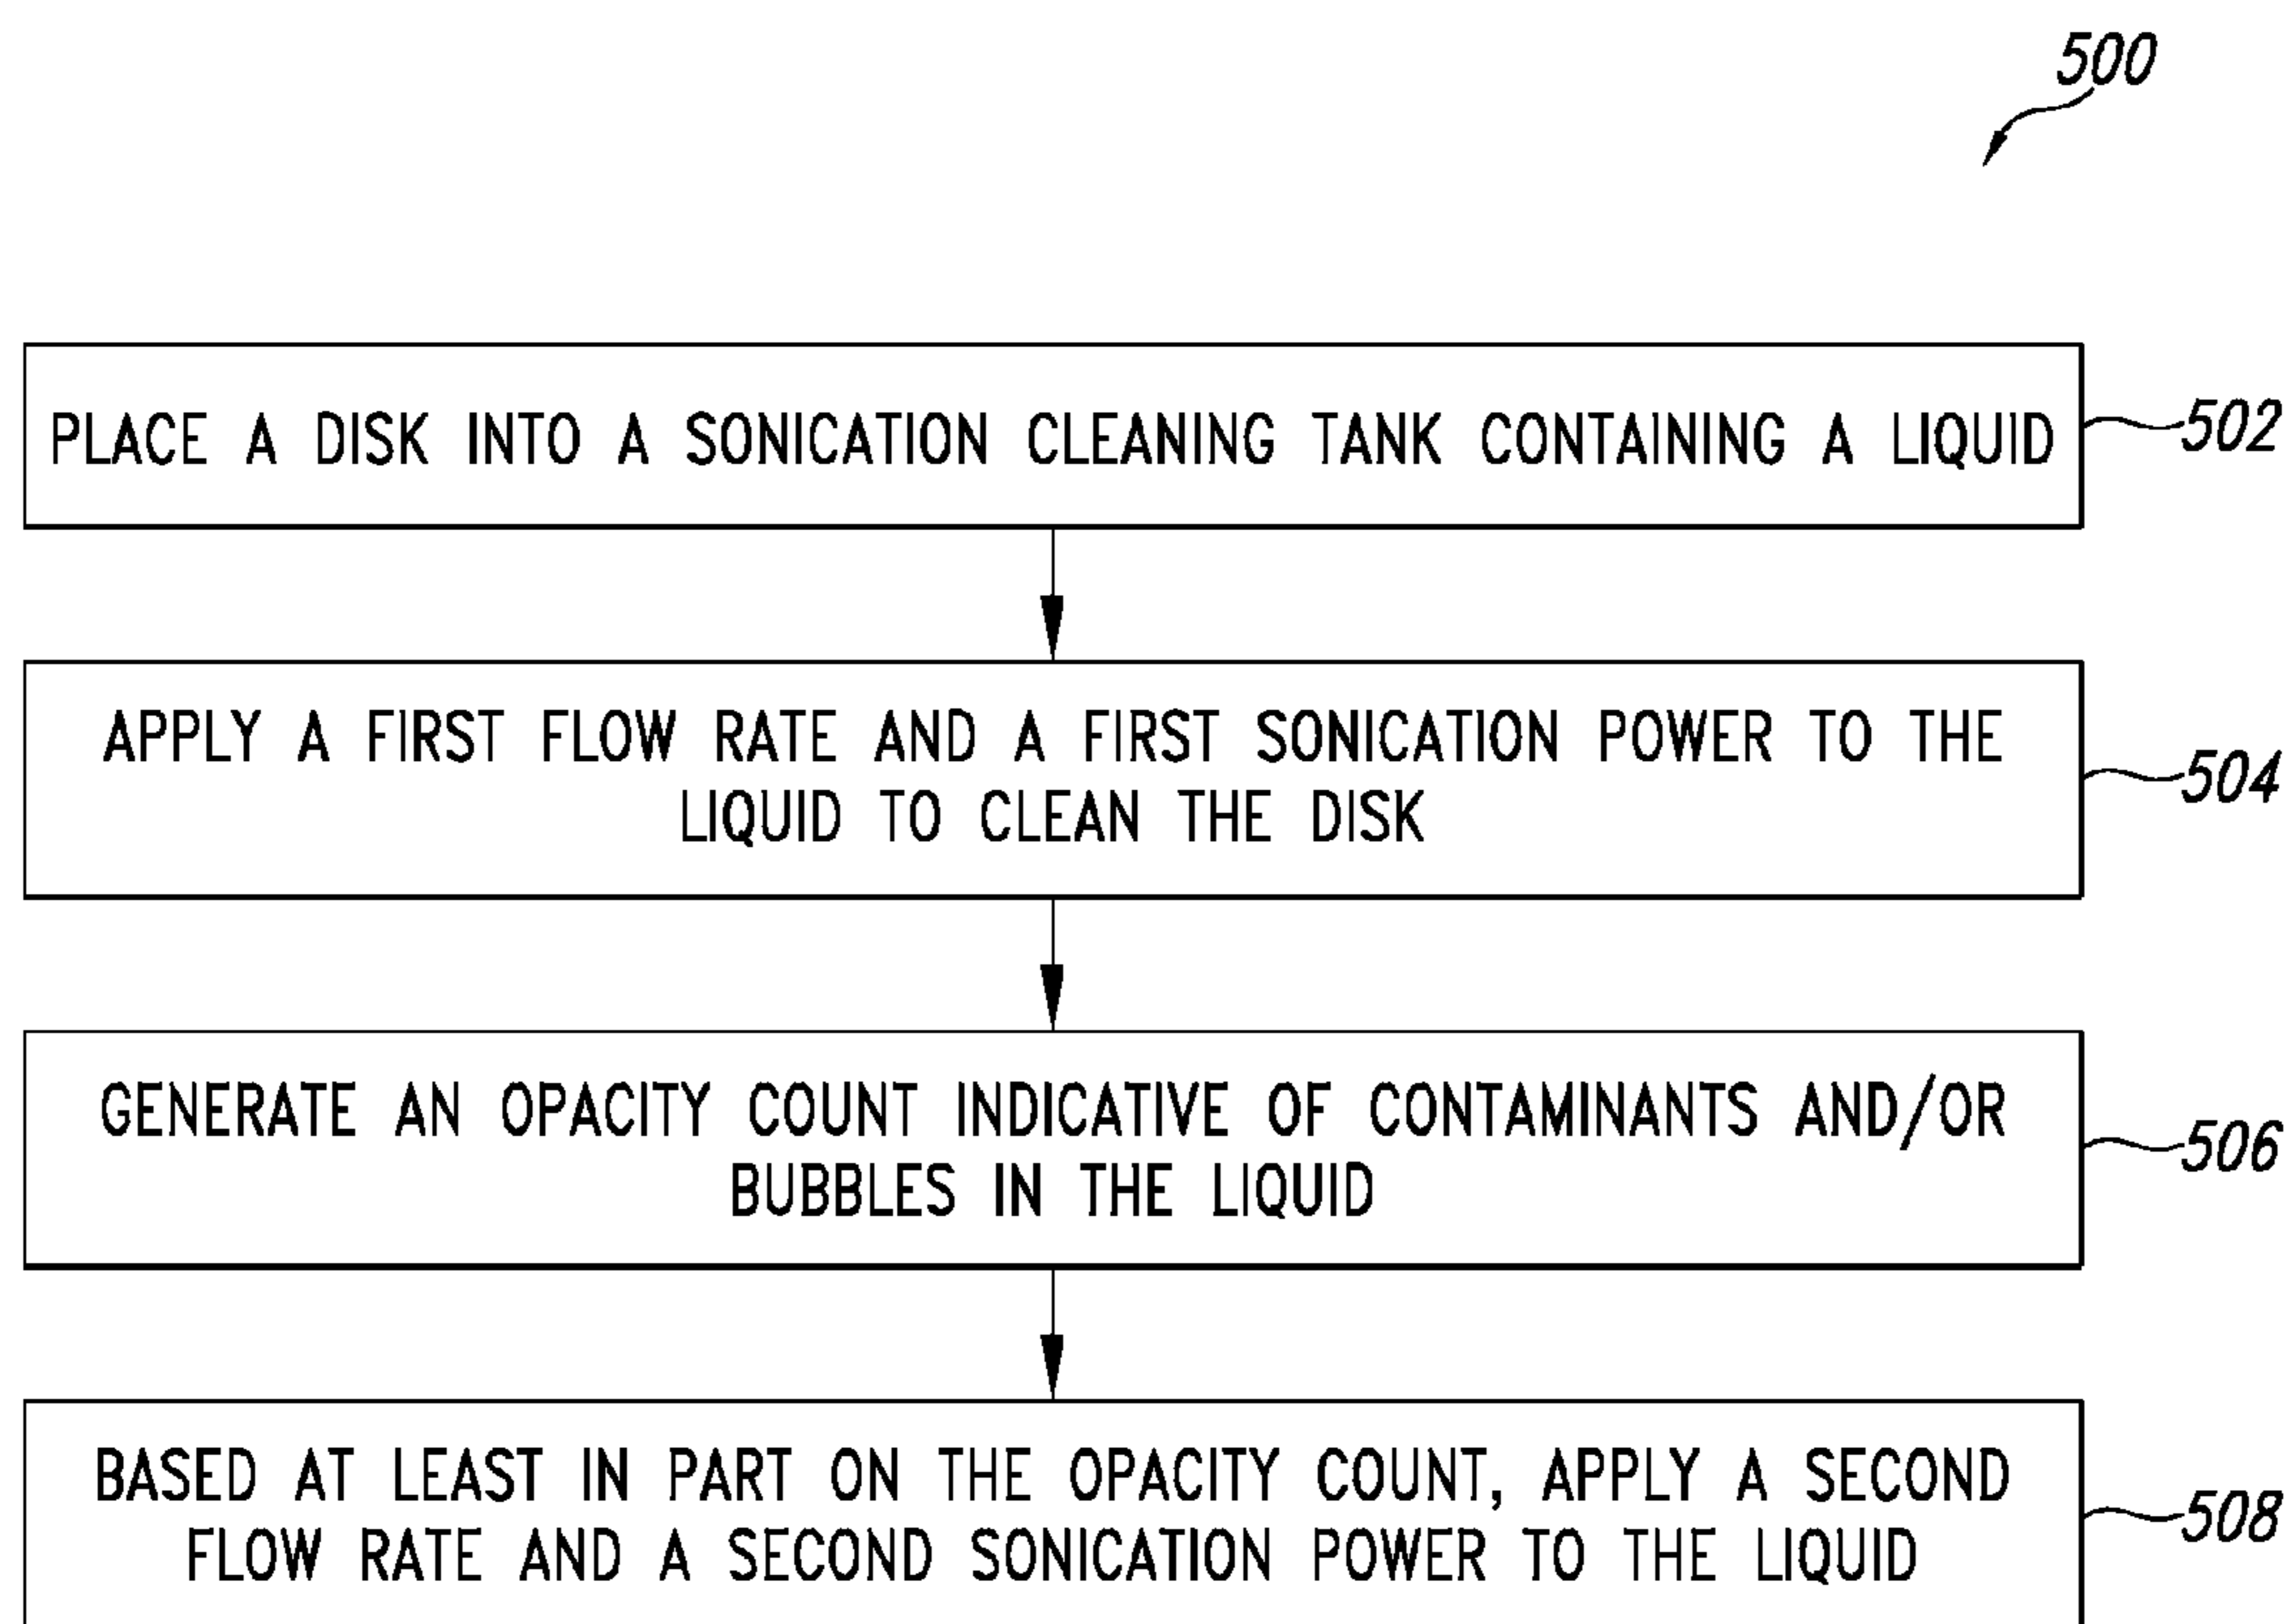 500
PLACE A DISK INTO A SONICATION CLEANING TANK CONTAINING A LIQUID
502
APPLY A FIRST FLOW RATE AND A FIRST SONICATION POWER TO THE
LIQUID TO CLEAN THE DISK
504
GENERATE AN OPACITY COUNT INDICATIVE OF CONTAMINANTS AND/OR
BUBBLES IN THE LIQUID
506
BASED AT LEAST IN PART ON THE OPACITY COUNT, APPLY A SECOND
FLOW RATE AND A SECOND SONICATION POWER TO THE LIQUID
508